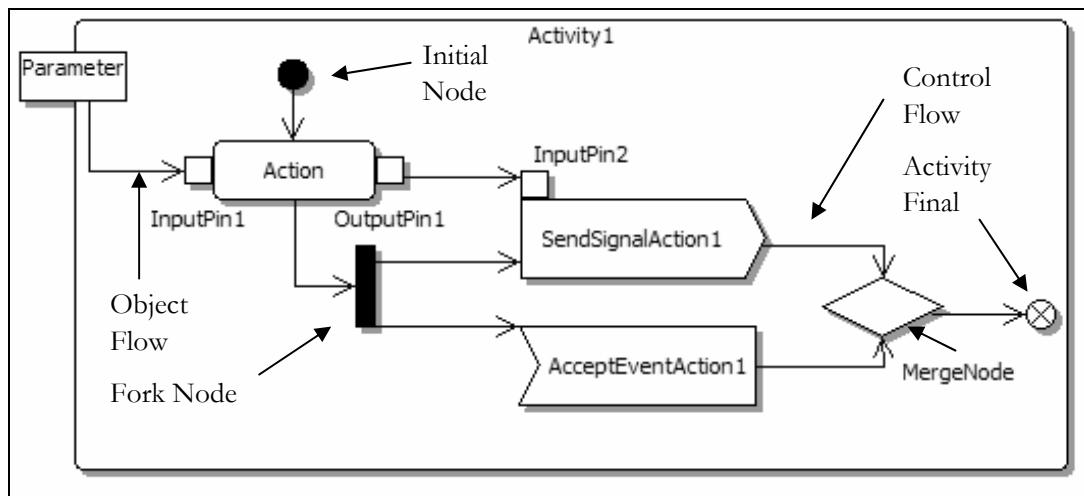 Activity1
Parameter
Initial
Node
Control
Flow
Action
InputPin2
Activity
Final
InputPin1
OutputPin1
SendSignalAction1
Object
Flow
Fork Node
AcceptEventAction1
MergeNode